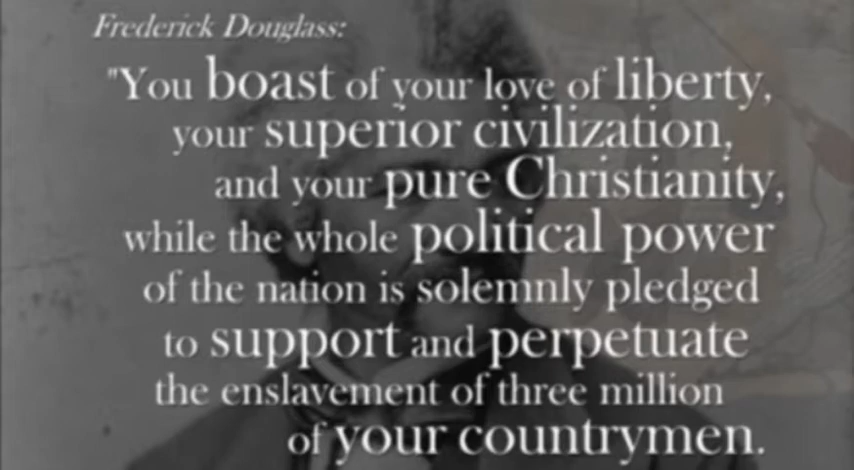 Frederick Douglass:
"You boast of your love of liberty,
your superior civilization,
and your pure Christianity,
while the whole political power
of the nation is solemnly pledged
to support and perpetuate
the enslavement of three million
of your countrymen.